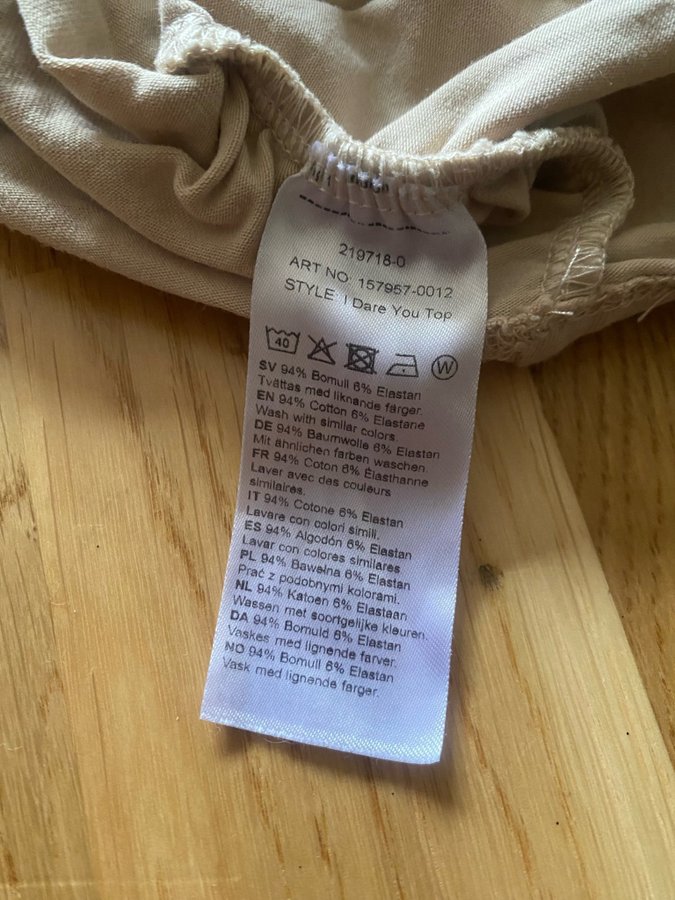 219718-0
ART NO: 157957-0012
STYLE: I Dare You Top
40
W
SV 94% Bomull 6% Elastan
Tvättas med liknande färger.
EN 94% Cotton 6% Elastane
Wash with similar colors.
DE 94% Baumwolle 6% Elastan
Mit ähnlichen farben waschen.
FR 94% Coton 6% Élasthanne
Laver avec des couleurs
similaires.
IT 94% Cotone 6% Elastan
Lavare con colori simili.
ES 94% Algodón 6% Elastan
Lavar con colores similares
PL 94% Bawełna 6% Elastan
Prać z podobnymi kolorami.
NL 94% Katoen 6% Elastaan
Wassen met soortgelijke kleuren.
DA 94% Bomuld 6% Elastan
Vaskes med lignende farver.
NO 94% Bomull 6% Elastan
Vask med lignende farger.